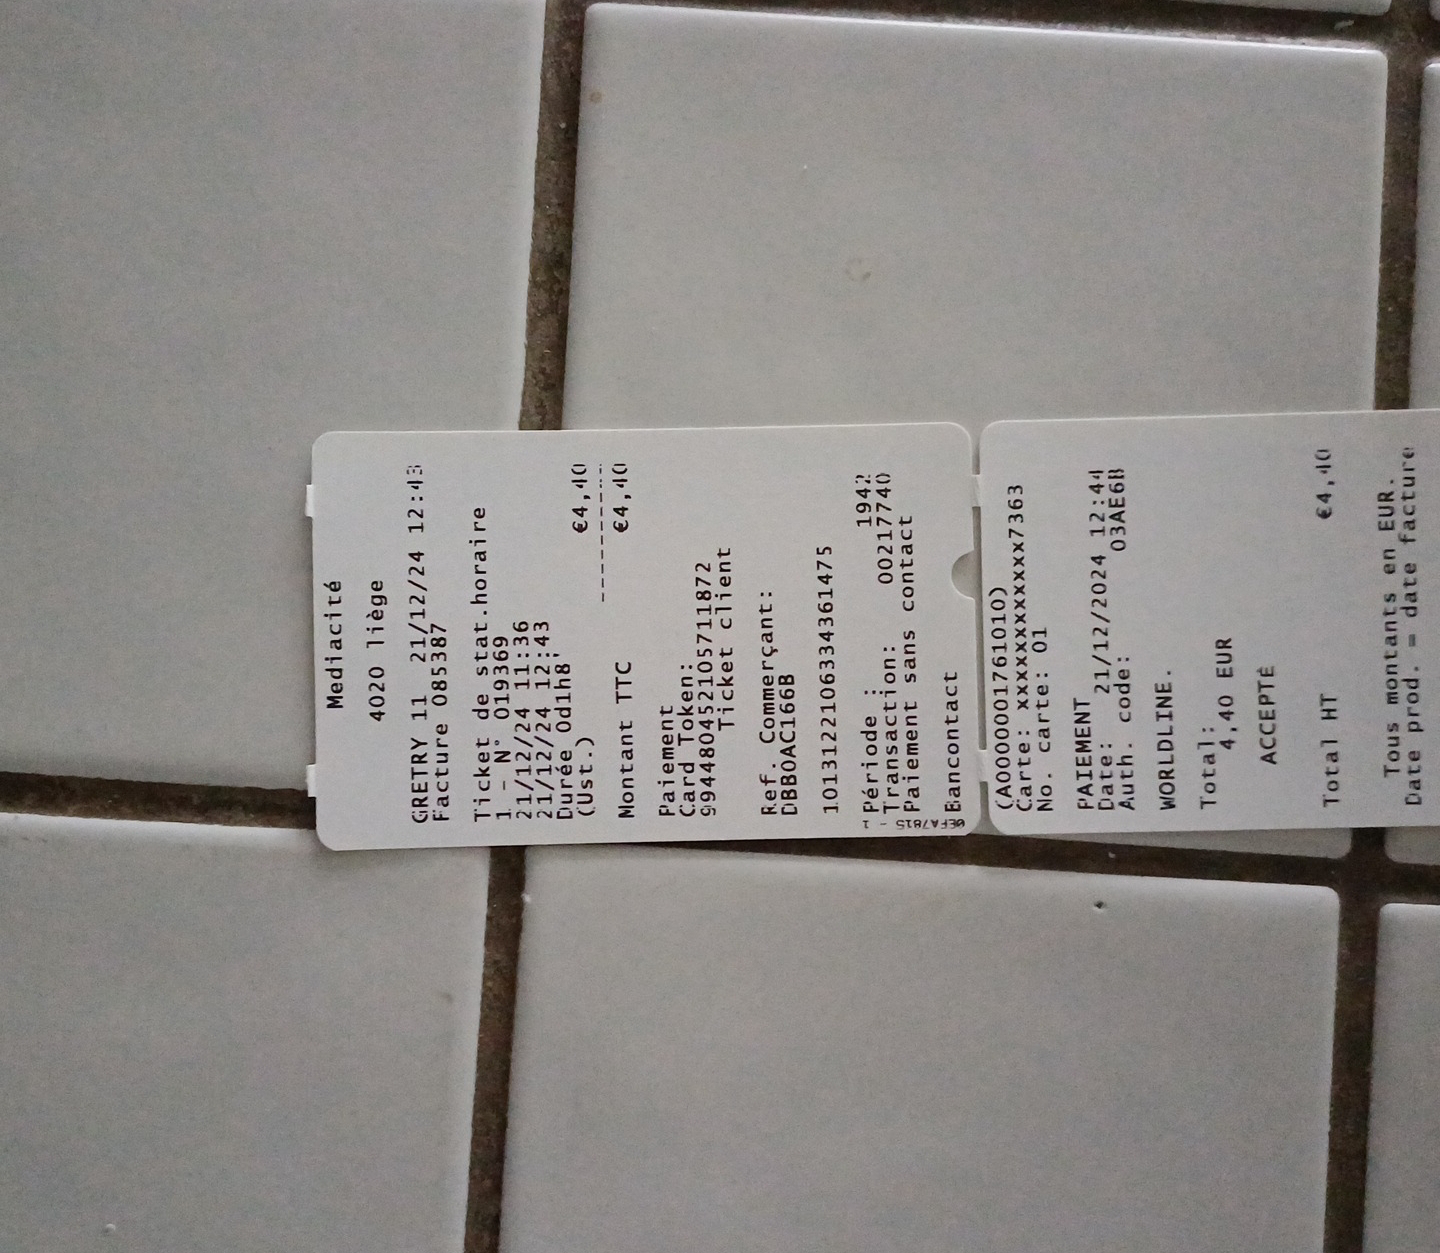 Mediacité
4020 liège
GRETRY 11 21/12/24 12:43
Facture 085387
Ticket de stat.horaire
1 - N° 019369
21/12/24 11:36
21/12/24 12:43
Durée 0d1h8'
(Ust.) €4,40
Montant TTC €4,40
Paiement
Card Token:
994480452105711872
Ticket client
Ref. Commerçant:
DBB0AC166B
1013122106334361475
Période : 1942
Transaction: 00217740
Paiement sans contact
Bancontact
0EFA7815 - 1
(A0000001761010)
Carte: xxxxxxxxxxxxx7363
No. carte: 01
PAIEMENT
Date: 21/12/2024 12:44
Auth. code: 03AE6B
WORLDLINE.
Total:
4,40 EUR
ACCEPTÉ
Total HT €4,40
Tous montants en EUR.
Date prod. = date facture